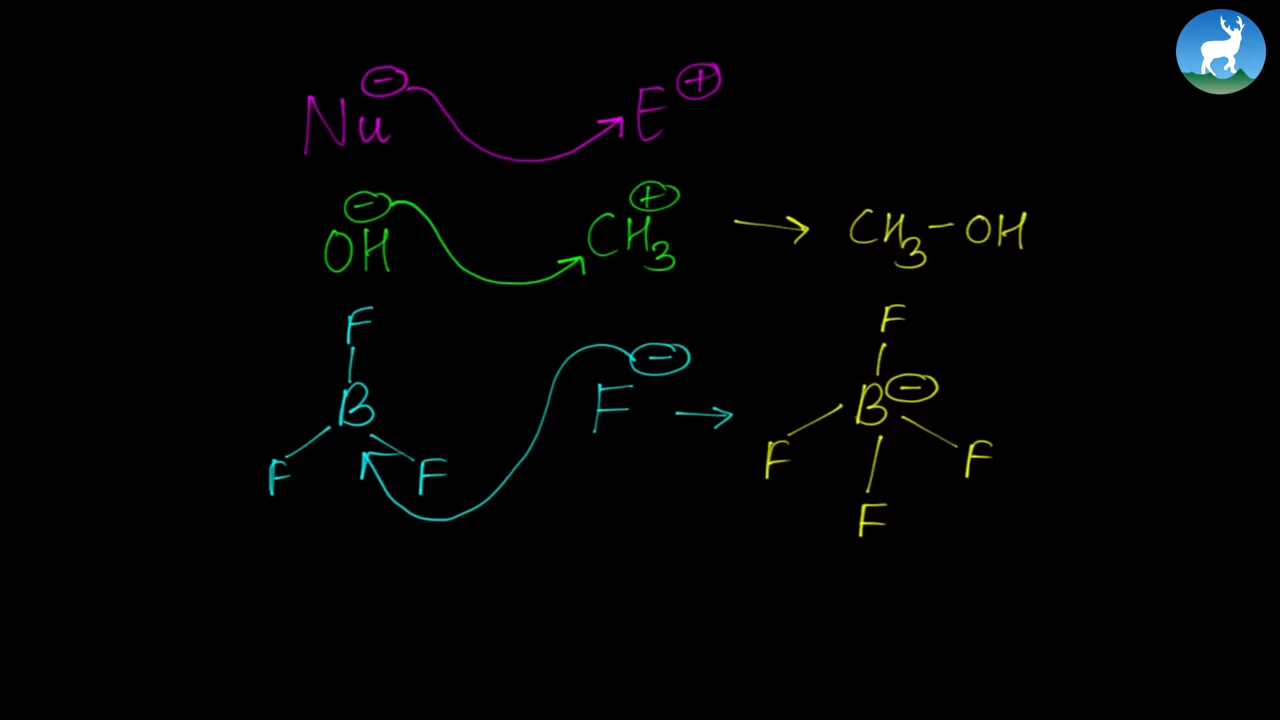 Nu⊖ E⊕
OH⊖ CH₃⊕ → CH₃-OH
F F
B F⊖ → B⊖
F F F F
F